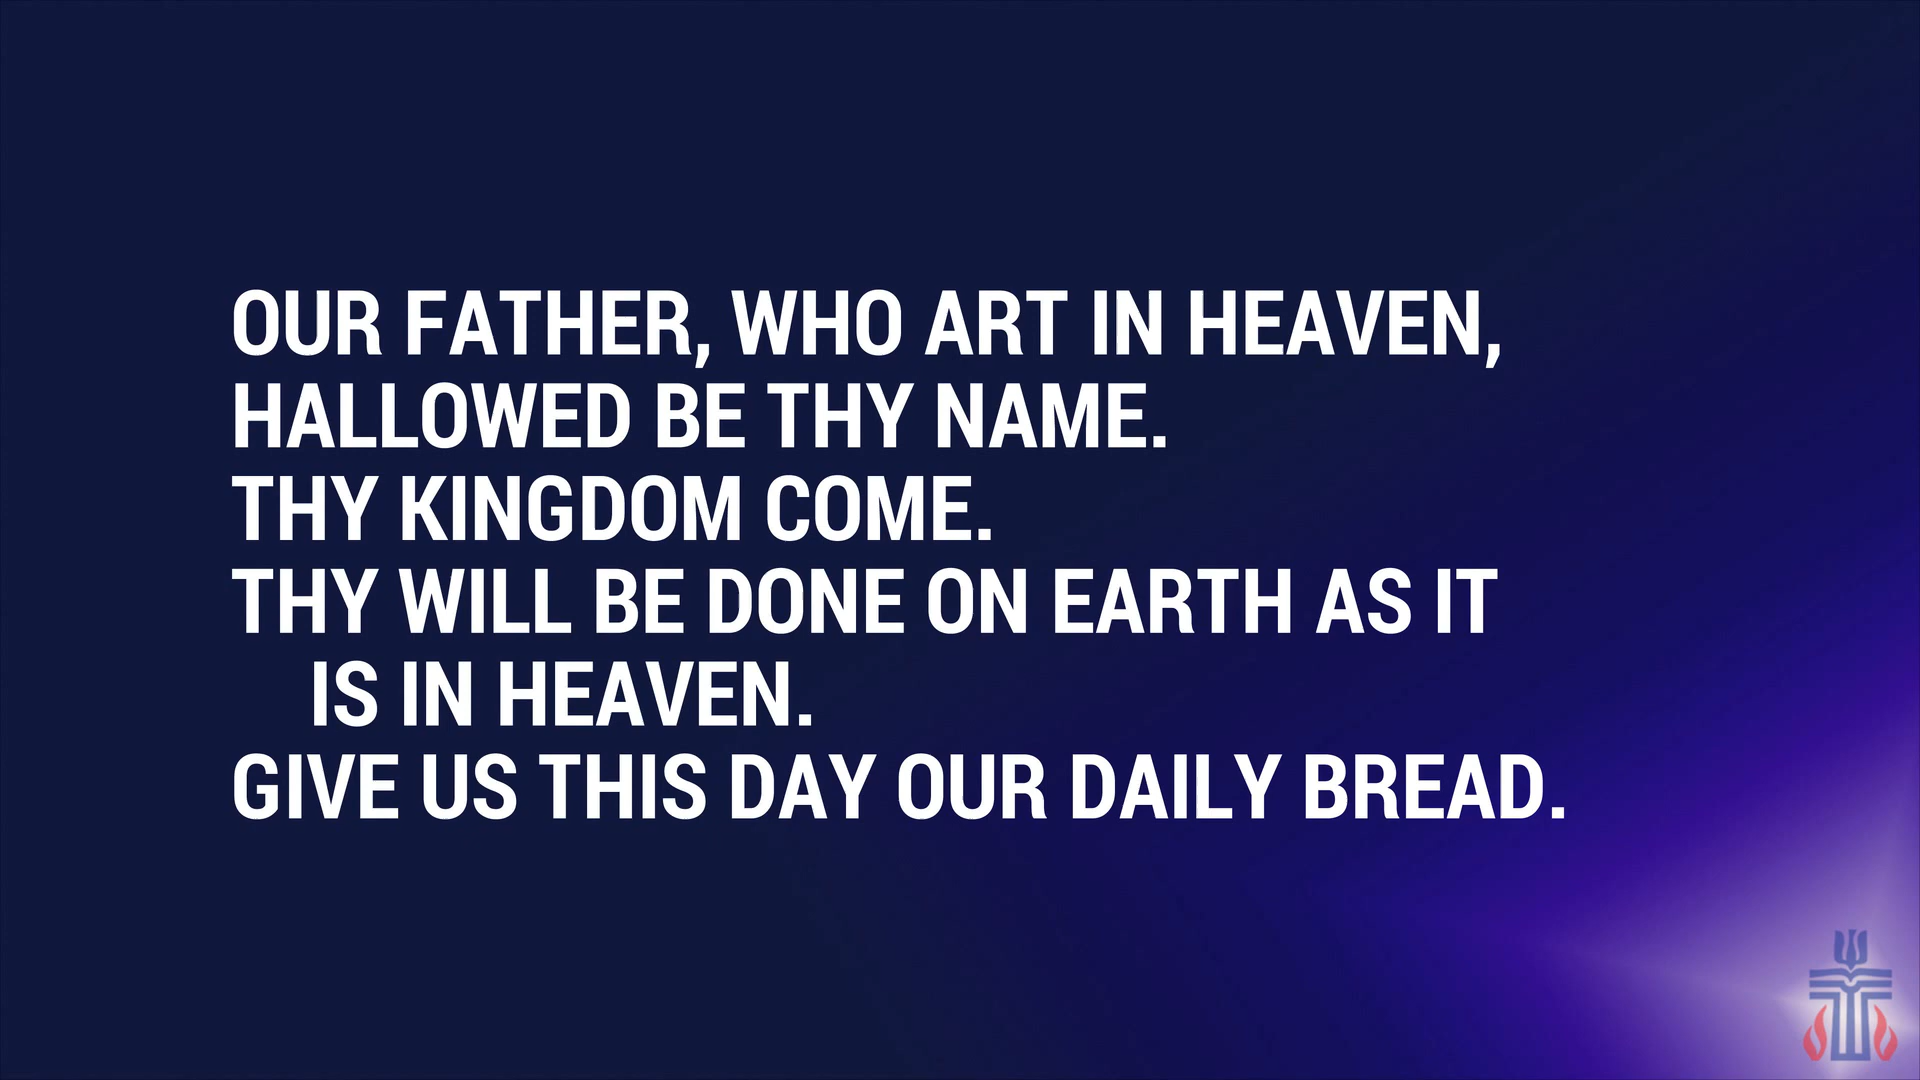 OUR FATHER, WHO ART IN HEAVEN,
HALLOWED BE THY NAME.
THY KINGDOM COME.
THY WILL BE DONE ON EARTH AS IT
IS IN HEAVEN.
GIVE US THIS DAY OUR DAILY BREAD.